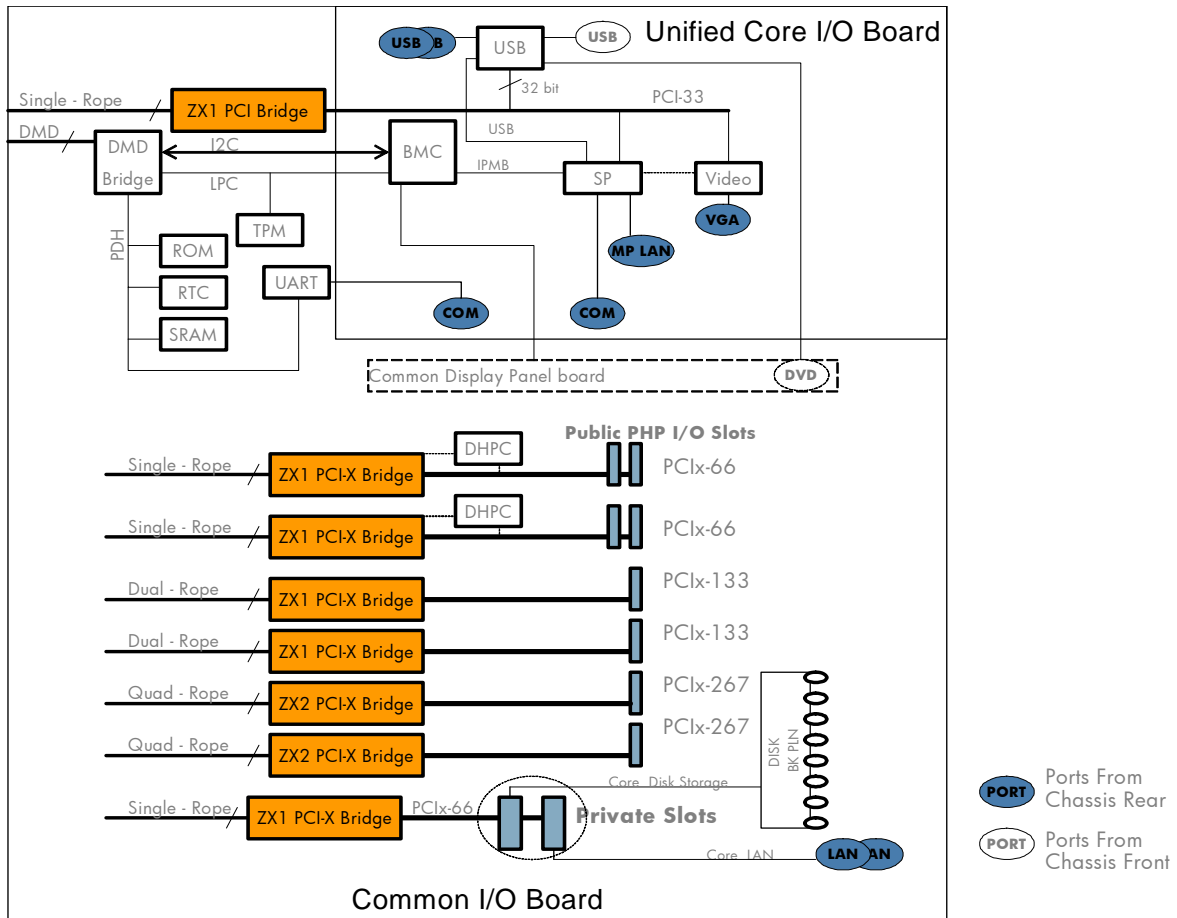 Unified Core I/O Board
USB B
USB
USB
32 bit
PCI-33
Single - Rope
ZX1 PCI Bridge
DMD
DMD
Bridge
I2C
LPC
BMC
USB
IPMB
SP
Video
VGA
MP LAN
TPM
PDH
ROM
RTC
SRAM
UART
COM
COM
Common Display Panel board
DVD
Public PHP I/O Slots
DHPC
Single - Rope
ZX1 PCI-X Bridge
PCIx-66
DHPC
Single - Rope
ZX1 PCI-X Bridge
PCIx-66
Dual - Rope
ZX1 PCI-X Bridge
PCIx-133
Dual - Rope
ZX1 PCI-X Bridge
PCIx-133
Quad - Rope
ZX2 PCI-X Bridge
PCIx-267
Quad - Rope
ZX2 PCI-X Bridge
PCIx-267
DISK
BK PLN
Core Disk Storage
Single - Rope
ZX1 PCI-X Bridge
PCIx-66
Private Slots
Core LAN
LAN AN
Common I/O Board
PORT
Ports From
Chassis Rear
PORT
Ports From
Chassis Front